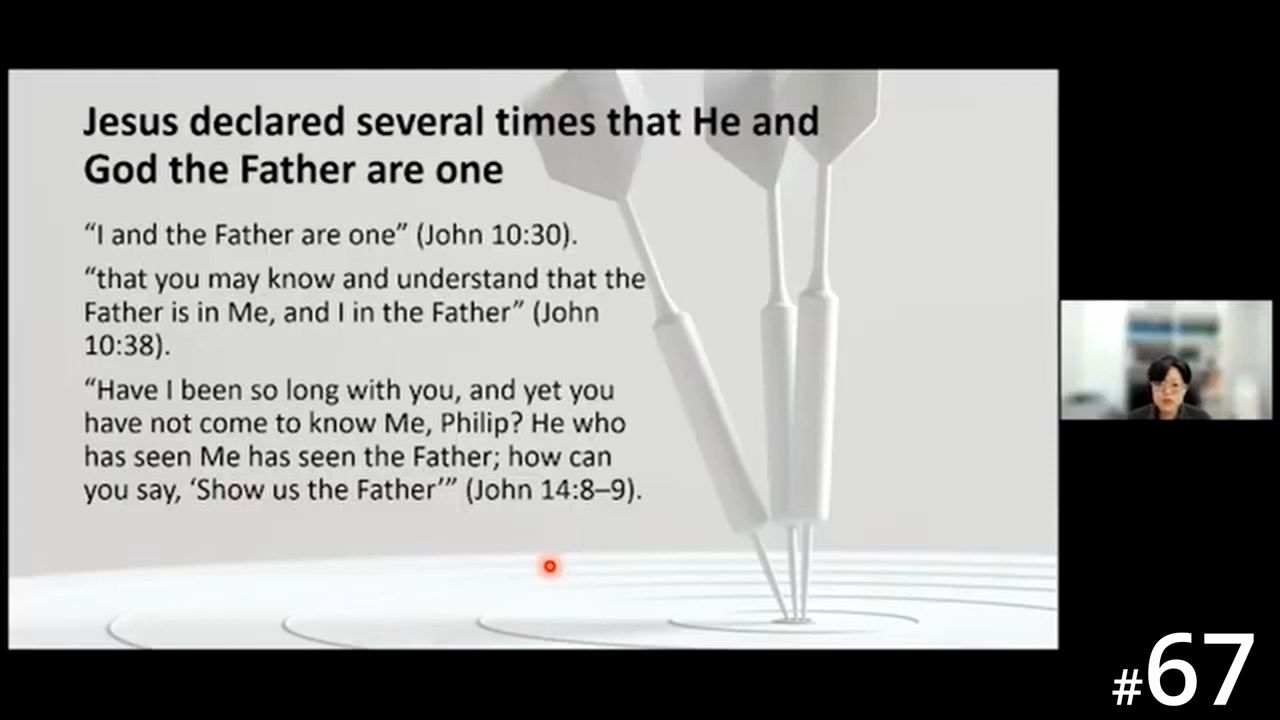 Jesus declared several times that He and
God the Father are one
“I and the Father are one” (John 10:30).
“that you may know and understand that the
Father is in Me, and I in the Father” (John
10:38).
“Have I been so long with you, and yet you
have not come to know Me, Philip? He who
has seen Me has seen the Father; how can
you say, ‘Show us the Father’” (John 14:8–9).
#67